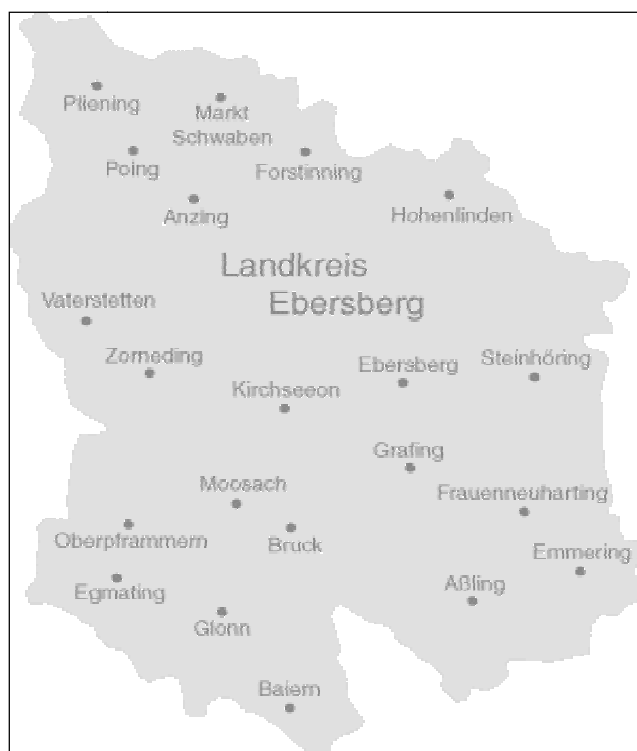 Pliening
Markt
Schwaben
Poing
Forstinning
Anzing
Hohenlinden
Landkreis
Ebersberg
Vaterstetten
Zorneding
Ebersberg
Steinhöring
Kirchseeon
Grafing
Moosach
Frauenneuharting
Oberpframmern
Bruck
Emmering
Egmating
Aßling
Glonn
Baiern